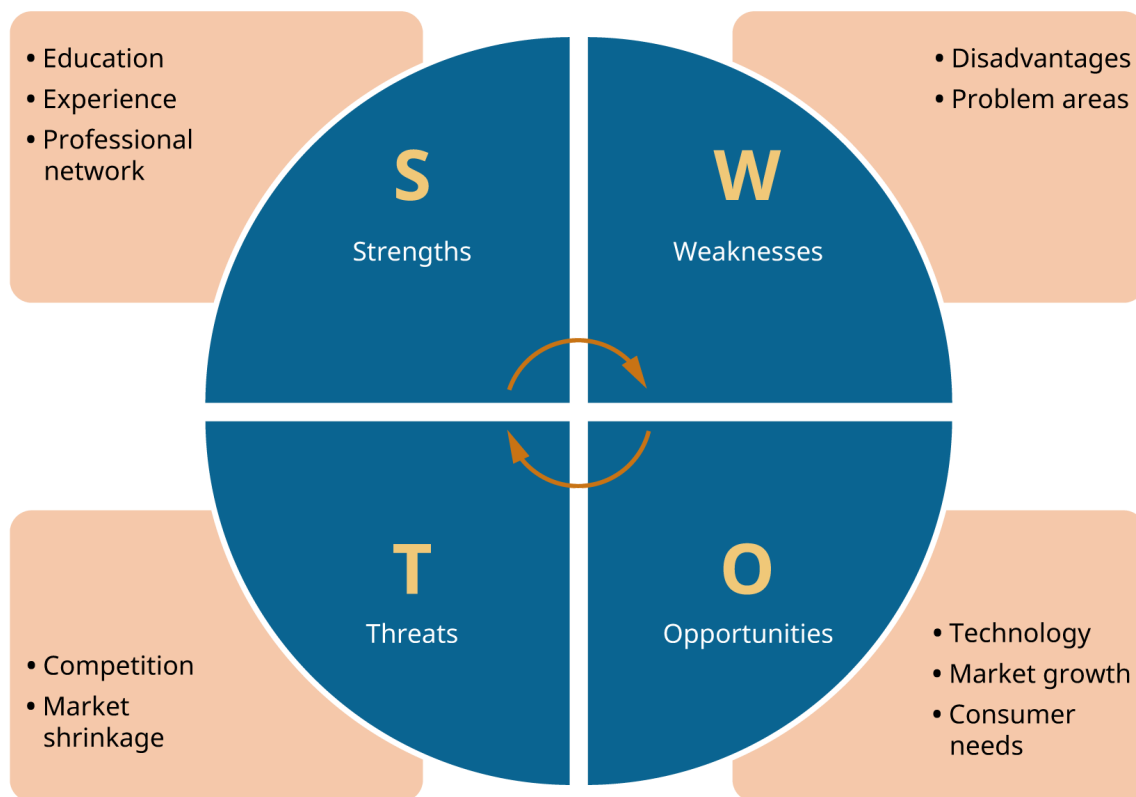 • Education
• Experience
• Professional
network
S
Strengths
W
Weaknesses
• Disadvantages
• Problem areas
T
Threats
• Competition
• Market
shrinkage
O
Opportunities
• Technology
• Market growth
• Consumer
needs